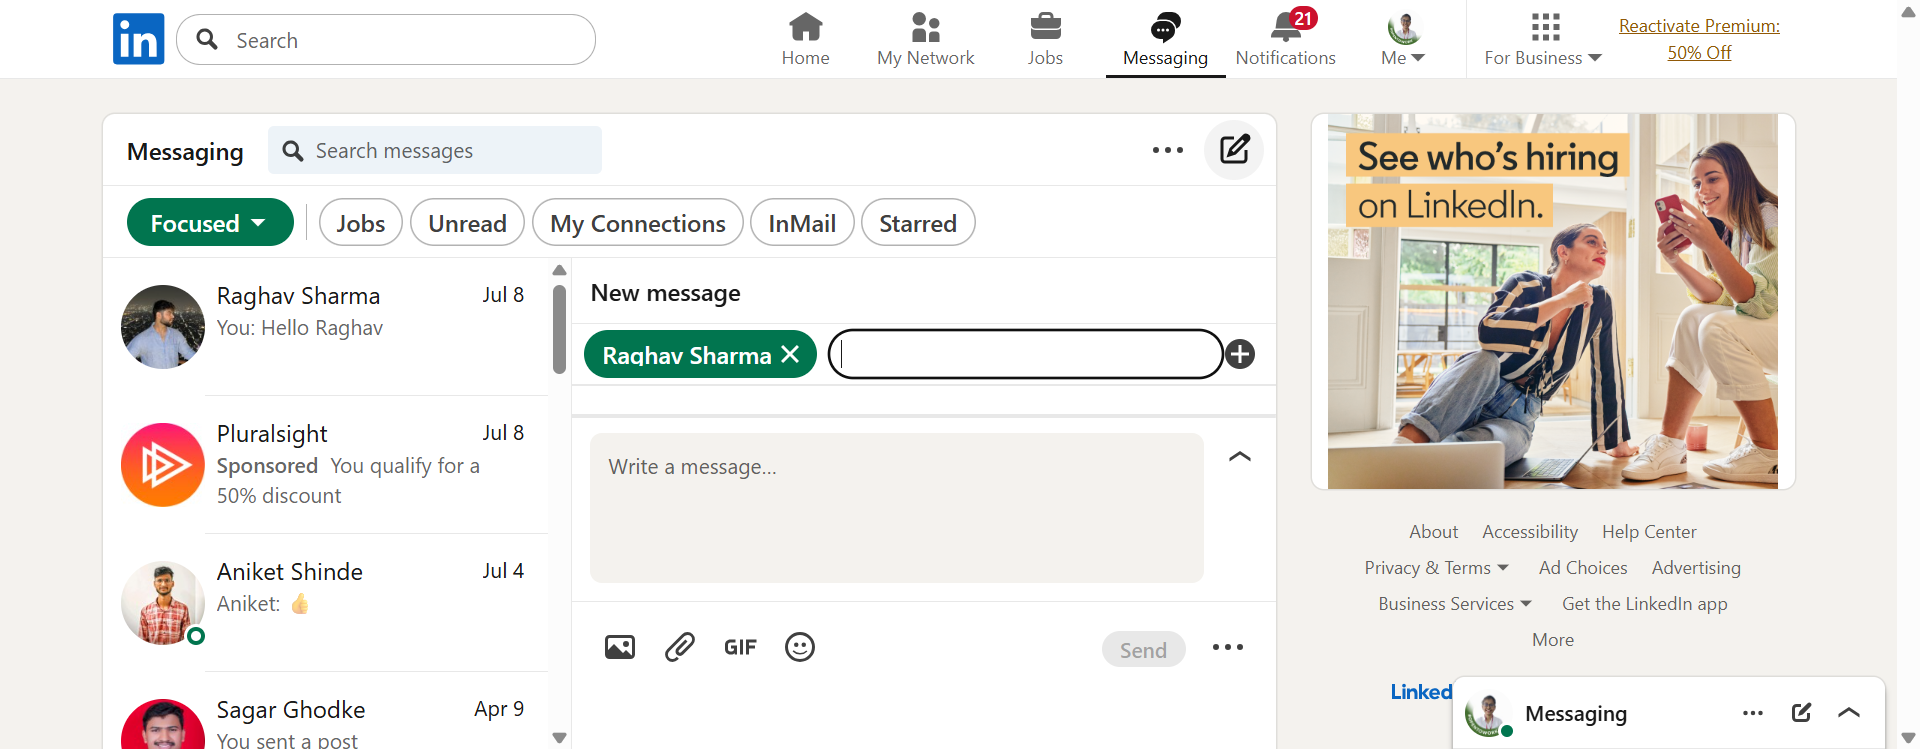 in
Search
Home
My Network
Jobs
Messaging
21
Notifications
Me
For Business
Reactivate Premium:
50% Off
Messaging
Search messages
Focused
Jobs
Unread
My Connections
InMail
Starred
Raghav Sharma
Jul 8
You: Hello Raghav
Pluralsight
Jul 8
Sponsored You qualify for a
50% discount
Aniket Shinde
Jul 4
Aniket: 👍
Sagar Ghodke
Apr 9
You sent a post
New message
Raghav Sharma
Write a message...
GIF
Send
See who's hiring
on LinkedIn.
About
Accessibility
Help Center
Privacy & Terms
Ad Choices
Advertising
Business Services
Get the LinkedIn app
More
Linked
Messaging